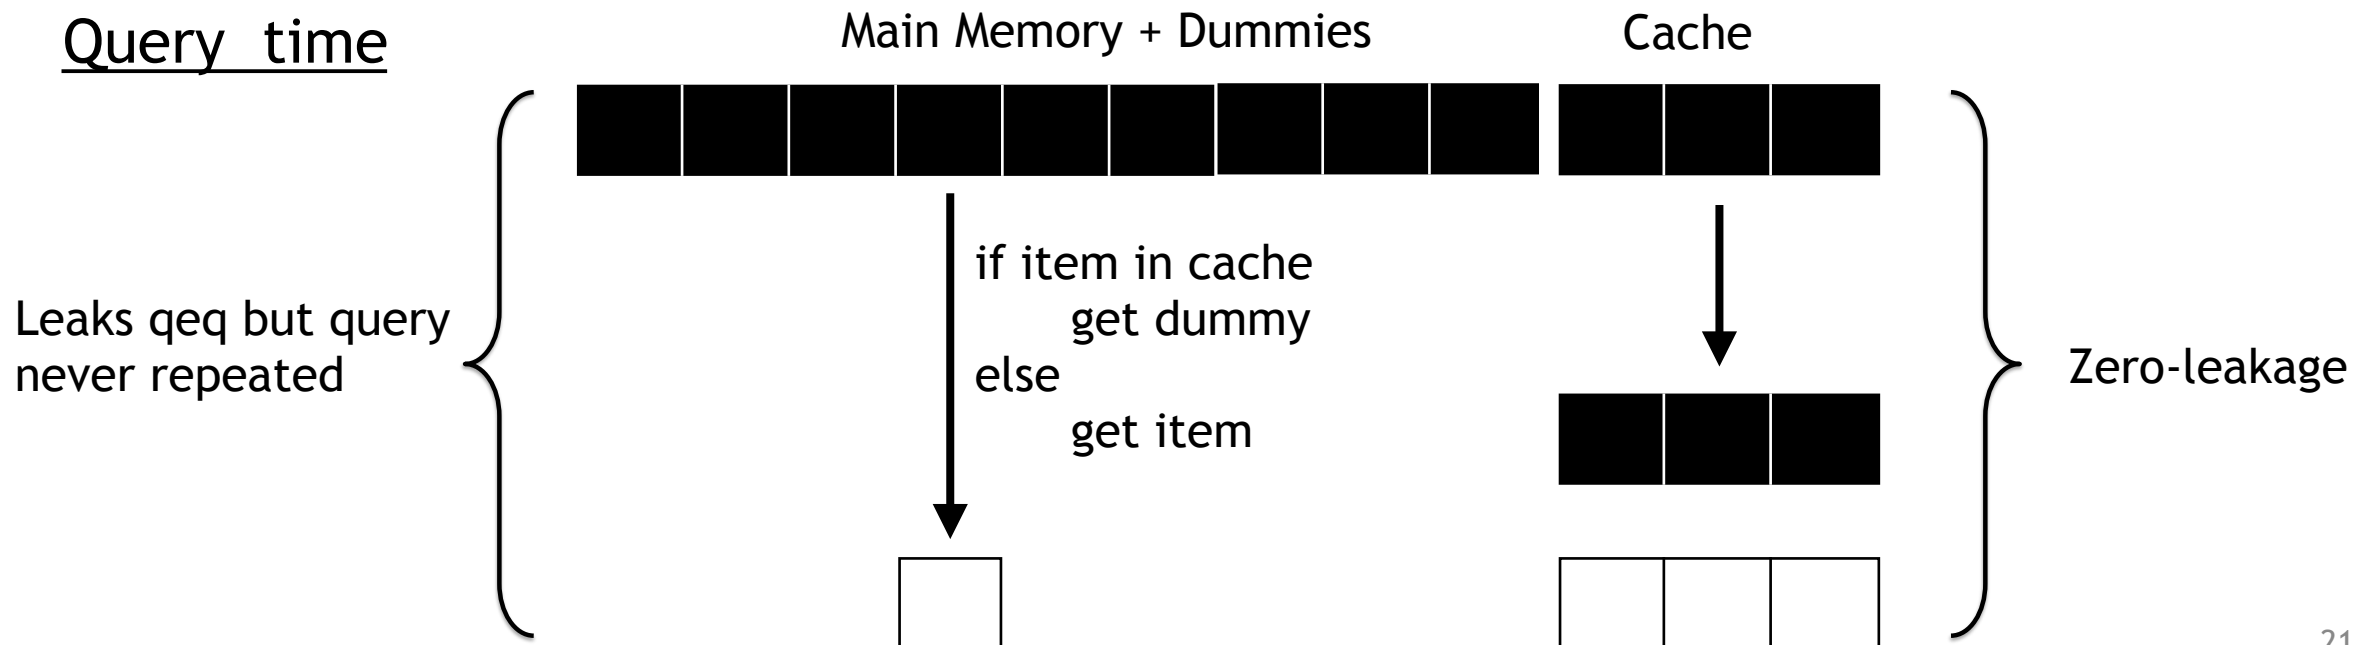 Query time
Main Memory + Dummies
Cache
Leaks qeq but query
never repeated
if item in cache
get dummy
else
get item
Zero-leakage
21